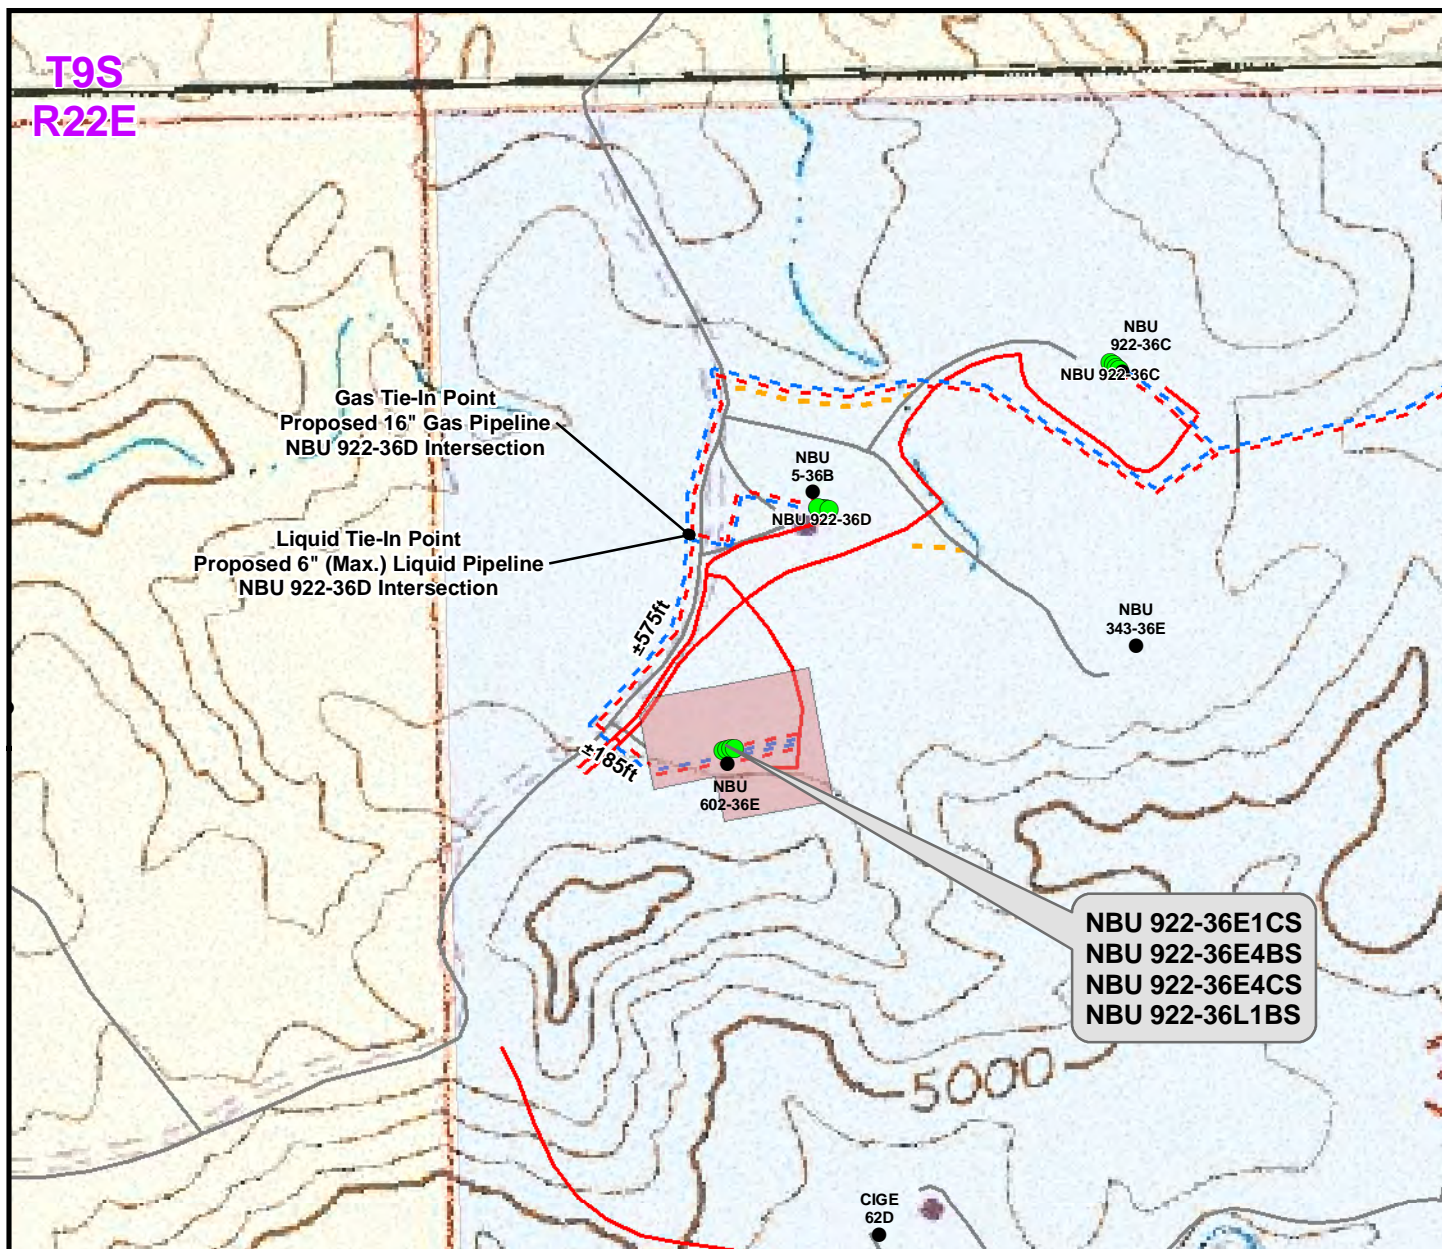 T9S
R22E
NBU
922-36C
NBU 922-36C
Gas Tie-In Point
Proposed 16" Gas Pipeline
NBU 922-36D Intersection
NBU
5-36B
NBU 922-36D
Liquid Tie-In Point
Proposed 6" (Max.) Liquid Pipeline
NBU 922-36D Intersection
±575ft
NBU
343-36E
±185ft
NBU
602-36E
NBU 922-36E1CS
NBU 922-36E4BS
NBU 922-36E4CS
NBU 922-36L1BS
5000
CIGE
62D